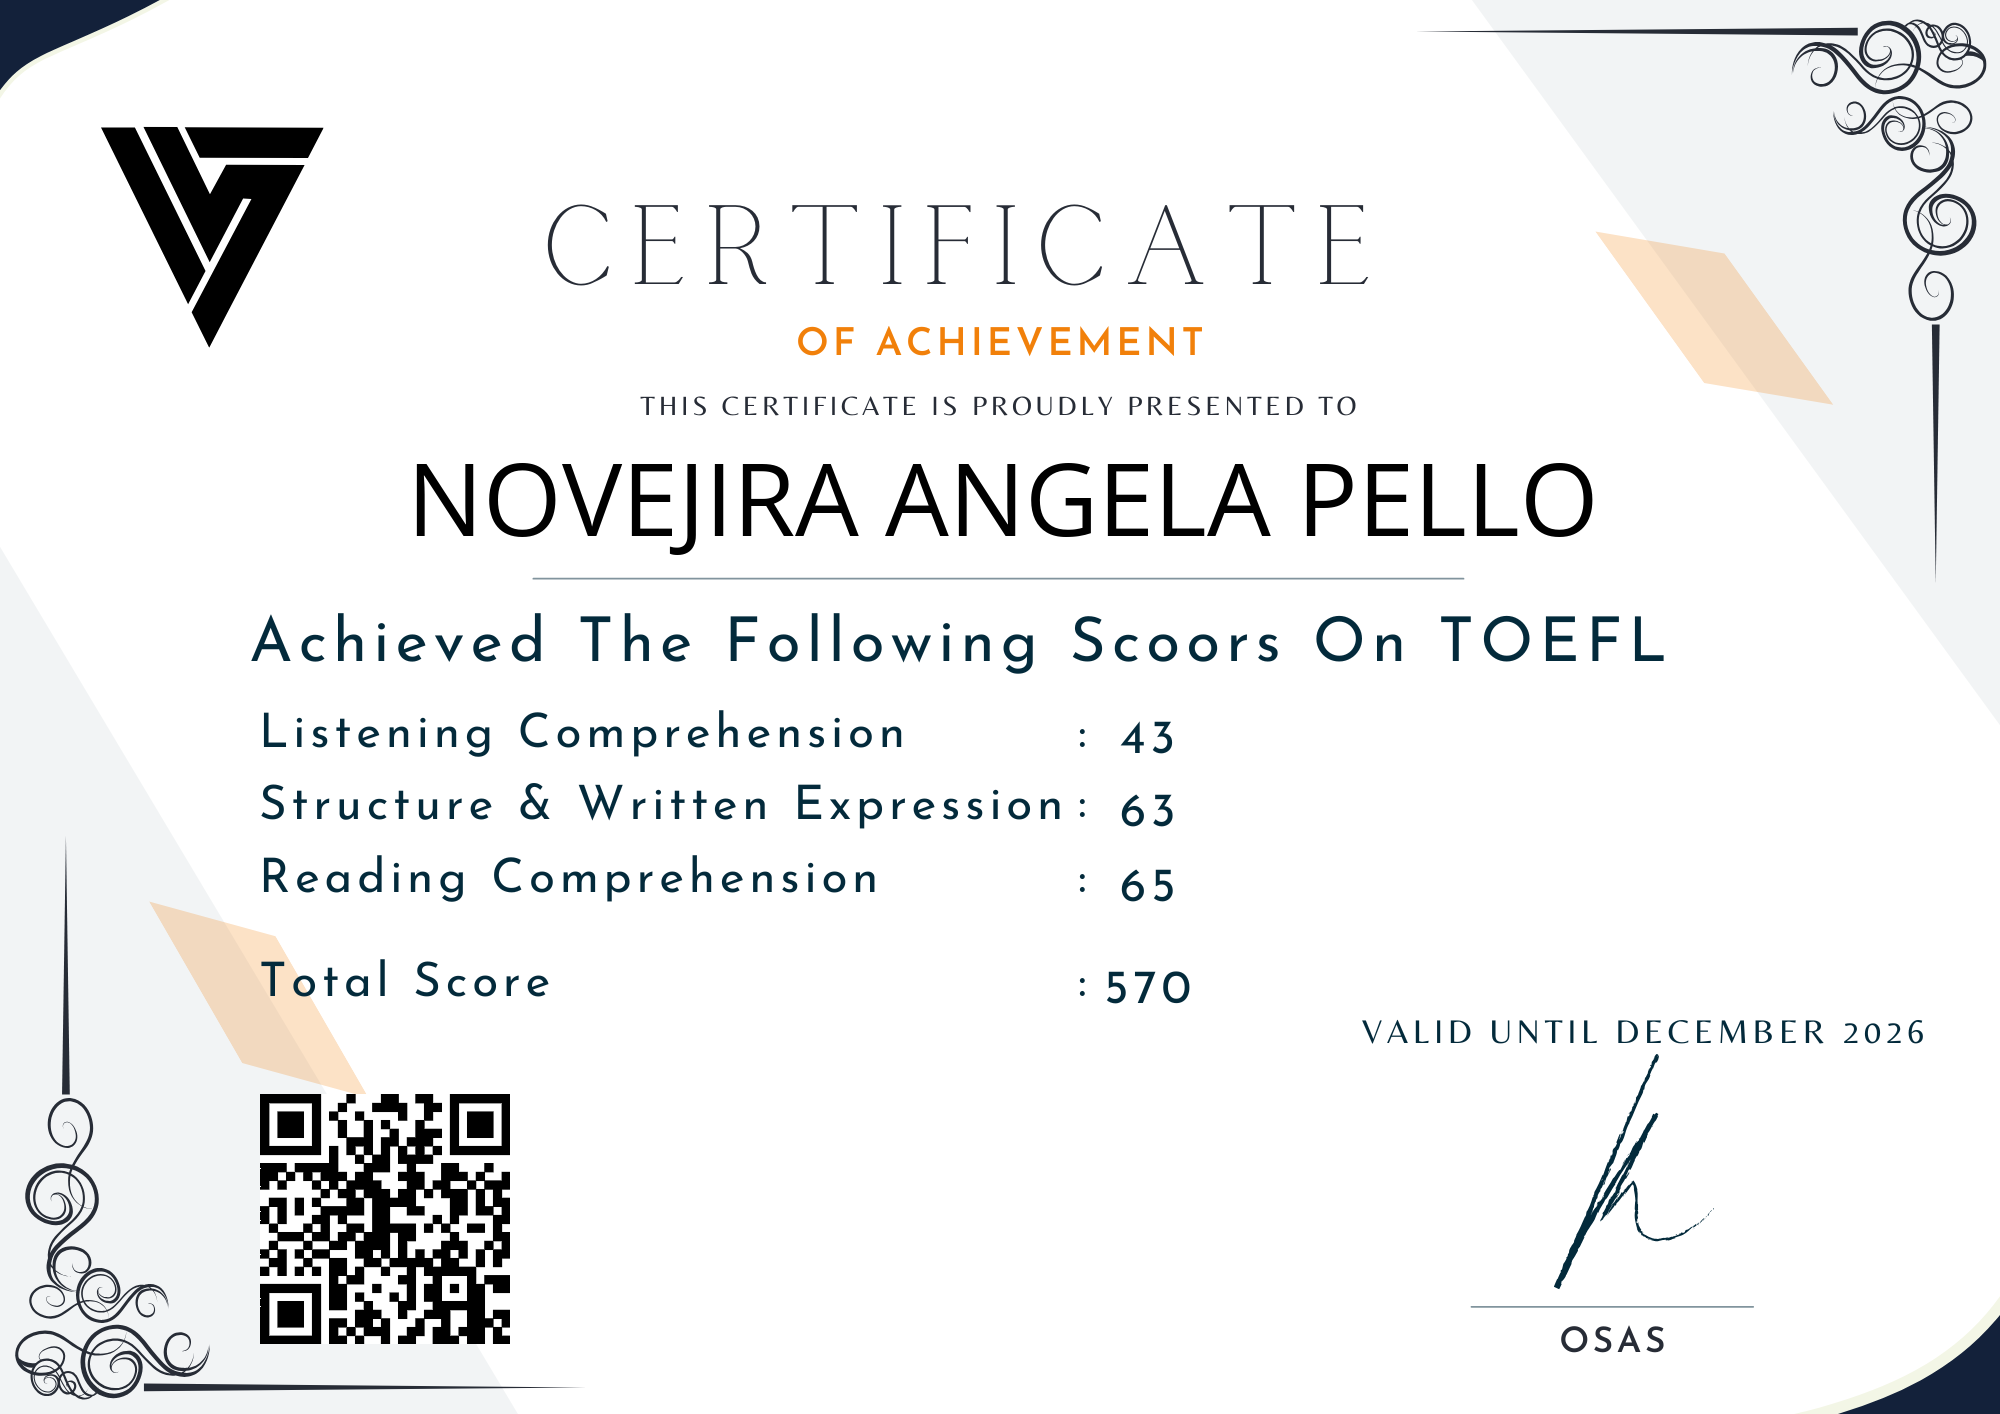 CERTIFICATE
OF ACHIEVEMENT
THIS CERTIFICATE IS PROUDLY PRESENTED TO
NOVEJIRA ANGELA PELLO
Achieved The Following Scoors On TOEFL
Listening Comprehension : 43
Structure & Written Expression : 63
Reading Comprehension : 65
Total Score : 570
VALID UNTIL DECEMBER 2026
OSAS